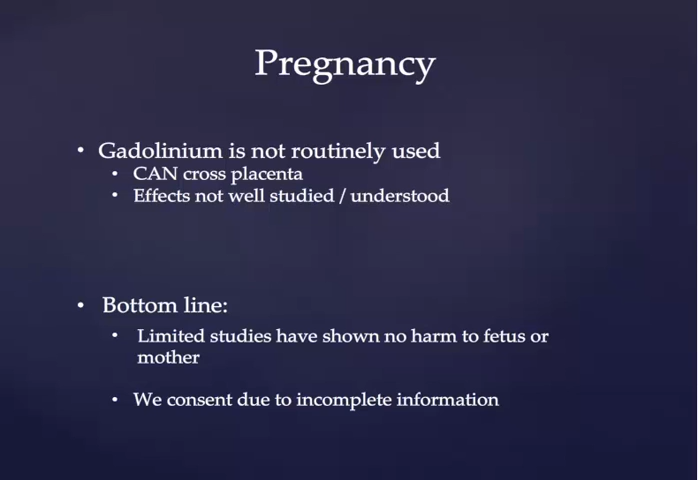 Pregnancy
• Gadolinium is not routinely used
• CAN cross placenta
• Effects not well studied / understood
• Bottom line:
• Limited studies have shown no harm to fetus or
mother
• We consent due to incomplete information